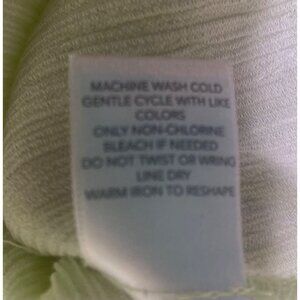 MACHINE WASH COLD
GENTLE CYCLE WITH LIKE
COLORS
ONLY NON-CHLORINE
BLEACH IF NEEDED
DO NOT TWIST OR WRING
LINE DRY
WARM IRON TO RESHAPE